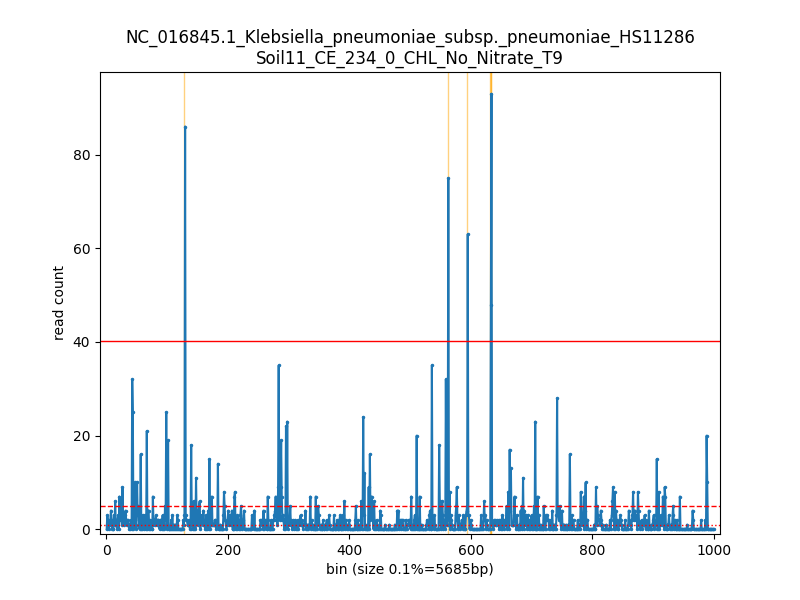 NC_016845.1_Klebsiella_pneumoniae_subsp._pneumoniae_HS11286
Soil11_CE_234_0_CHL_No_Nitrate_T9
80
60
40
20
0
read count
0 200 400 600 800 1000
bin (size 0.1%=5685bp)